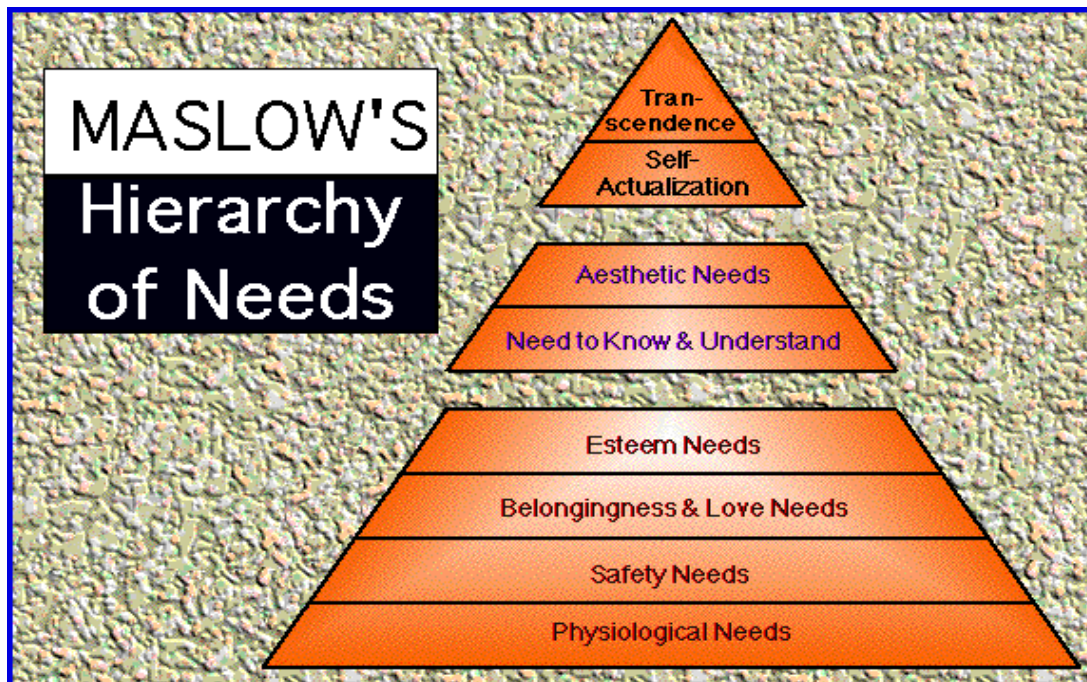 MASLOW'S
Hierarchy
of Needs
Tran-
scendence
Self-
Actualization
Aesthetic Needs
Need to Know & Understand
Esteem Needs
Belongingness & Love Needs
Safety Needs
Physiological Needs